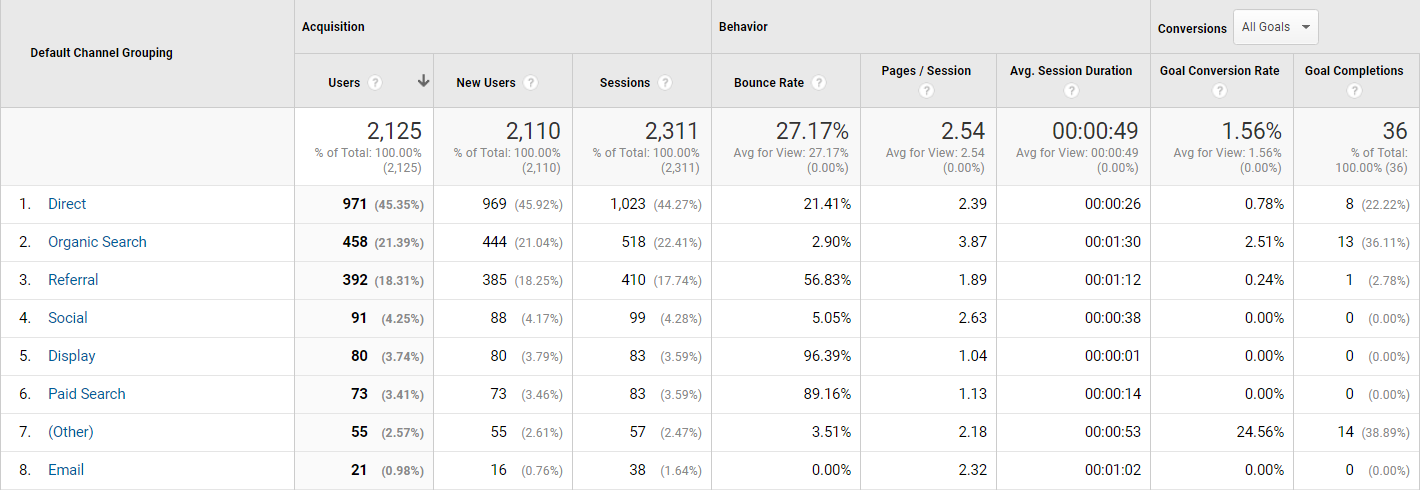 Default Channel Grouping
Acquisition
Behavior
Conversions All Goals
Users ?
New Users ?
Sessions ?
Bounce Rate ?
Pages / Session
?
Avg. Session Duration
?
Goal Conversion Rate
?
Goal Completions
?
2,125
% of Total: 100.00%
(2,125)
2,110
% of Total: 100.00%
(2,110)
2,311
% of Total: 100.00%
(2,311)
27.17%
Avg for View: 27.17%
(0.00%)
2.54
Avg for View: 2.54
(0.00%)
00:00:49
Avg for View: 00:00:49
(0.00%)
1.56%
Avg for View: 1.56%
(0.00%)
36
% of Total:
100.00% (36)
1. Direct 971 (45.35%) 969 (45.92%) 1,023 (44.27%) 21.41% 2.39 00:00:26 0.78% 8 (22.22%)
2. Organic Search 458 (21.39%) 444 (21.04%) 518 (22.41%) 2.90% 3.87 00:01:30 2.51% 13 (36.11%)
3. Referral 392 (18.31%) 385 (18.25%) 410 (17.74%) 56.83% 1.89 00:01:12 0.24% 1 (2.78%)
4. Social 91 (4.25%) 88 (4.17%) 99 (4.28%) 5.05% 2.63 00:00:38 0.00% 0 (0.00%)
5. Display 80 (3.74%) 80 (3.79%) 83 (3.59%) 96.39% 1.04 00:00:01 0.00% 0 (0.00%)
6. Paid Search 73 (3.41%) 73 (3.46%) 83 (3.59%) 89.16% 1.13 00:00:14 0.00% 0 (0.00%)
7. (Other) 55 (2.57%) 55 (2.61%) 57 (2.47%) 3.51% 2.18 00:00:53 24.56% 14 (38.89%)
8. Email 21 (0.98%) 16 (0.76%) 38 (1.64%) 0.00% 2.32 00:01:02 0.00% 0 (0.00%)